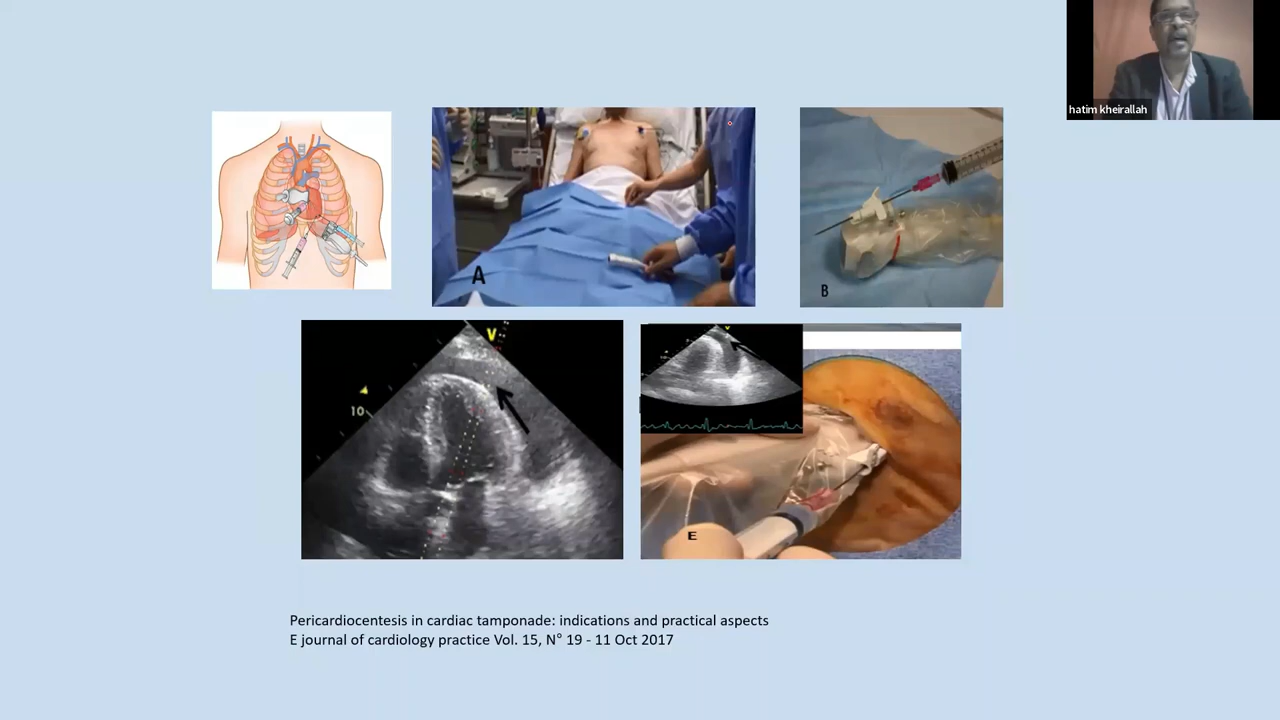 hatim kheirallah
A
B
V
10
E
Pericardiocentesis in cardiac tamponade: indications and practical aspects
E journal of cardiology practice Vol. 15, N° 19 - 11 Oct 2017